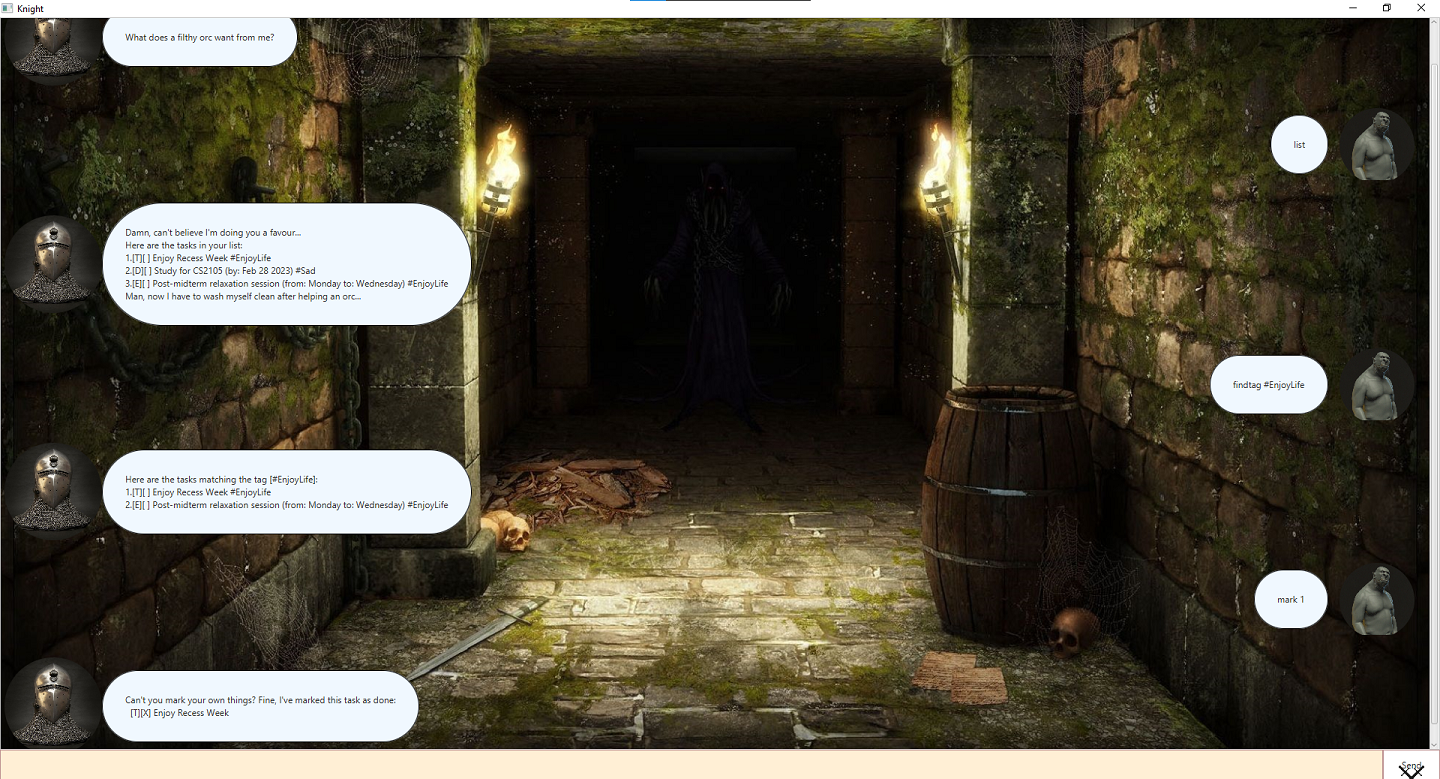 Knight
What does a filthy orc want from me?
list
Damn, can't believe I'm doing you a favour...
Here are the tasks in your list:
1.[T][ ] Enjoy Recess Week #EnjoyLife
2.[D][ ] Study for CS2105 (by: Feb 28 2023) #Sad
3.[E][ ] Post-midterm relaxation session (from: Monday to: Wednesday) #EnjoyLife
Man, now I have to wash myself clean after helping an orc...
findtag #EnjoyLife
Here are the tasks matching the tag [#EnjoyLife]:
1.[T][ ] Enjoy Recess Week #EnjoyLife
2.[E][ ] Post-midterm relaxation session (from: Monday to: Wednesday) #EnjoyLife
mark 1
Can't you mark your own things? Fine, I've marked this task as done:
[T][X] Enjoy Recess Week
Send